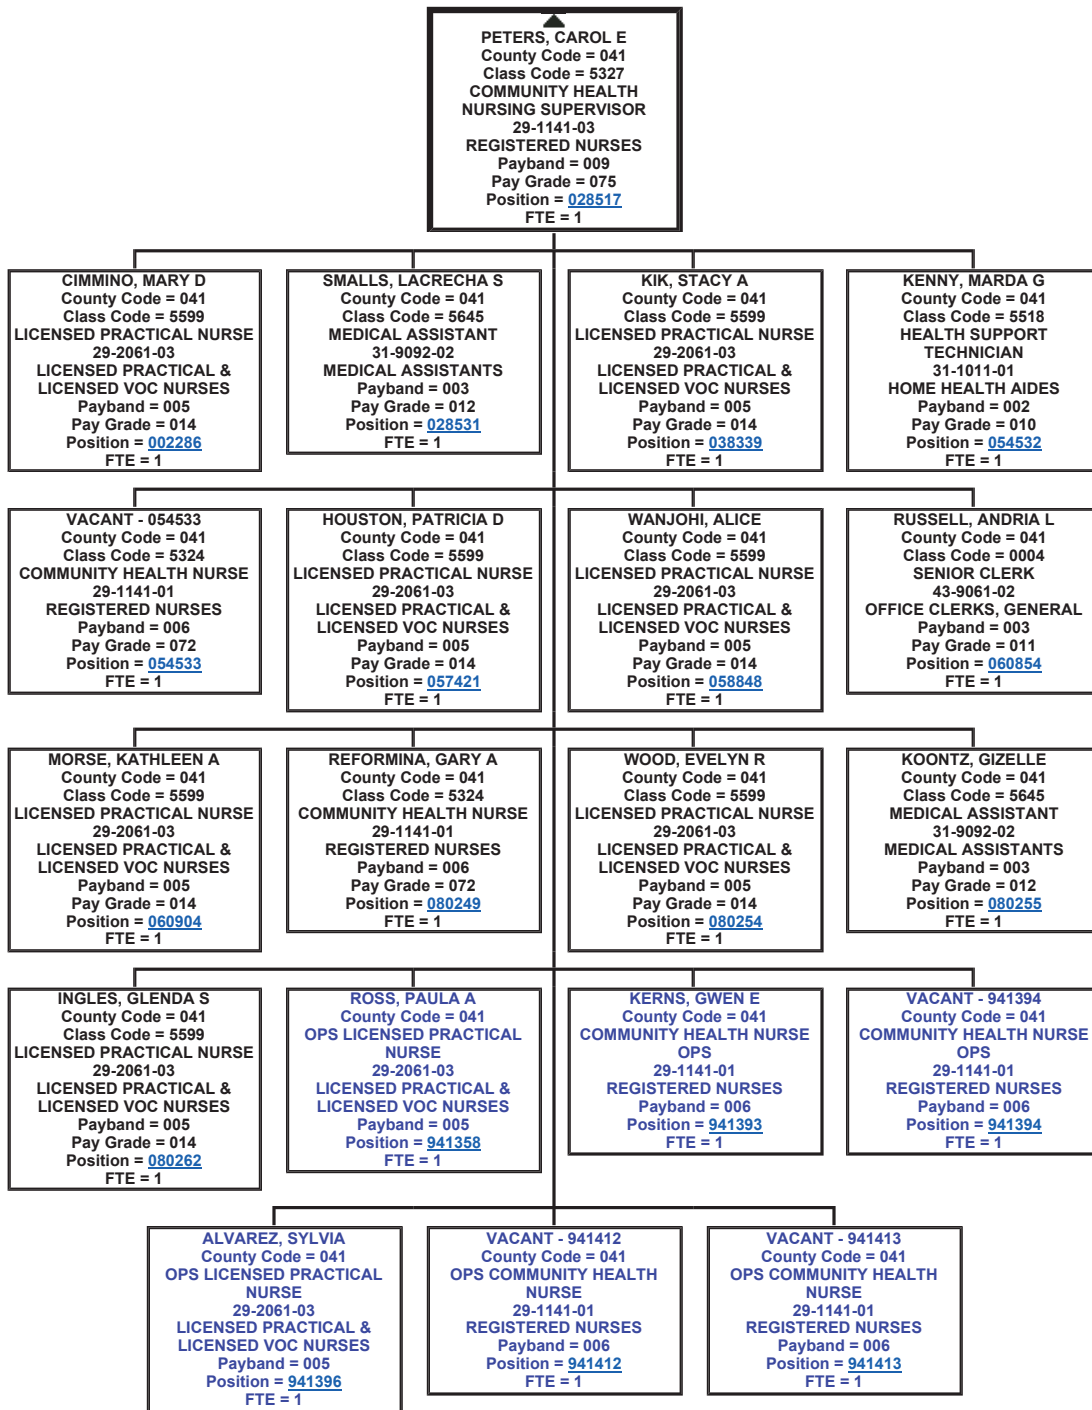 PETERS, CAROL E
County Code = 041
Class Code = 5327
COMMUNITY HEALTH
NURSING SUPERVISOR
29-1141-03
REGISTERED NURSES
Payband = 009
Pay Grade = 075
Position = 028517
FTE = 1
CIMMINO, MARY D
County Code = 041
Class Code = 5599
LICENSED PRACTICAL NURSE
29-2061-03
LICENSED PRACTICAL &
LICENSED VOC NURSES
Payband = 005
Pay Grade = 014
Position = 002286
FTE = 1
SMALLS, LACRECHA S
County Code = 041
Class Code = 5645
MEDICAL ASSISTANT
31-9092-02
MEDICAL ASSISTANTS
Payband = 003
Pay Grade = 012
Position = 028531
FTE = 1
KIK, STACY A
County Code = 041
Class Code = 5599
LICENSED PRACTICAL NURSE
29-2061-03
LICENSED PRACTICAL &
LICENSED VOC NURSES
Payband = 005
Pay Grade = 014
Position = 038339
FTE = 1
KENNY, MARDA G
County Code = 041
Class Code = 5518
HEALTH SUPPORT
TECHNICIAN
31-1011-01
HOME HEALTH AIDES
Payband = 002
Pay Grade = 010
Position = 054532
FTE = 1
VACANT - 054533
County Code = 041
Class Code = 5324
COMMUNITY HEALTH NURSE
29-1141-01
REGISTERED NURSES
Payband = 006
Pay Grade = 072
Position = 054533
FTE = 1
HOUSTON, PATRICIA D
County Code = 041
Class Code = 5599
LICENSED PRACTICAL NURSE
29-2061-03
LICENSED PRACTICAL &
LICENSED VOC NURSES
Payband = 005
Pay Grade = 014
Position = 057421
FTE = 1
WANJOHI, ALICE
County Code = 041
Class Code = 5599
LICENSED PRACTICAL NURSE
29-2061-03
LICENSED PRACTICAL &
LICENSED VOC NURSES
Payband = 005
Pay Grade = 014
Position = 058848
FTE = 1
RUSSELL, ANDRIA L
County Code = 041
Class Code = 0004
SENIOR CLERK
43-9061-02
OFFICE CLERKS, GENERAL
Payband = 003
Pay Grade = 011
Position = 060854
FTE = 1
MORSE, KATHLEEN A
County Code = 041
Class Code = 5599
LICENSED PRACTICAL NURSE
29-2061-03
LICENSED PRACTICAL &
LICENSED VOC NURSES
Payband = 005
Pay Grade = 014
Position = 060904
FTE = 1
REFORMINA, GARY A
County Code = 041
Class Code = 5324
COMMUNITY HEALTH NURSE
29-1141-01
REGISTERED NURSES
Payband = 006
Pay Grade = 072
Position = 080249
FTE = 1
WOOD, EVELYN R
County Code = 041
Class Code = 5599
LICENSED PRACTICAL NURSE
29-2061-03
LICENSED PRACTICAL &
LICENSED VOC NURSES
Payband = 005
Pay Grade = 014
Position = 080254
FTE = 1
KOONTZ, GIZELLE
County Code = 041
Class Code = 5645
MEDICAL ASSISTANT
31-9092-02
MEDICAL ASSISTANTS
Payband = 003
Pay Grade = 012
Position = 080255
FTE = 1
INGLES, GLENDA S
County Code = 041
Class Code = 5599
LICENSED PRACTICAL NURSE
29-2061-03
LICENSED PRACTICAL &
LICENSED VOC NURSES
Payband = 005
Pay Grade = 014
Position = 080262
FTE = 1
ROSS, PAULA A
County Code = 041
OPS LICENSED PRACTICAL
NURSE
29-2061-03
LICENSED PRACTICAL &
LICENSED VOC NURSES
Payband = 005
Position = 941358
FTE = 1
KERNS, GWEN E
County Code = 041
COMMUNITY HEALTH NURSE
OPS
29-1141-01
REGISTERED NURSES
Payband = 006
Position = 941393
FTE = 1
VACANT - 941394
County Code = 041
COMMUNITY HEALTH NURSE
OPS
29-1141-01
REGISTERED NURSES
Payband = 006
Position = 941394
FTE = 1
ALVAREZ, SYLVIA
County Code = 041
OPS LICENSED PRACTICAL
NURSE
29-2061-03
LICENSED PRACTICAL &
LICENSED VOC NURSES
Payband = 005
Position = 941396
FTE = 1
VACANT - 941412
County Code = 041
OPS COMMUNITY HEALTH
NURSE
29-1141-01
REGISTERED NURSES
Payband = 006
Position = 941412
FTE = 1
VACANT - 941413
County Code = 041
OPS COMMUNITY HEALTH
NURSE
29-1141-01
REGISTERED NURSES
Payband = 006
Position = 941413
FTE = 1